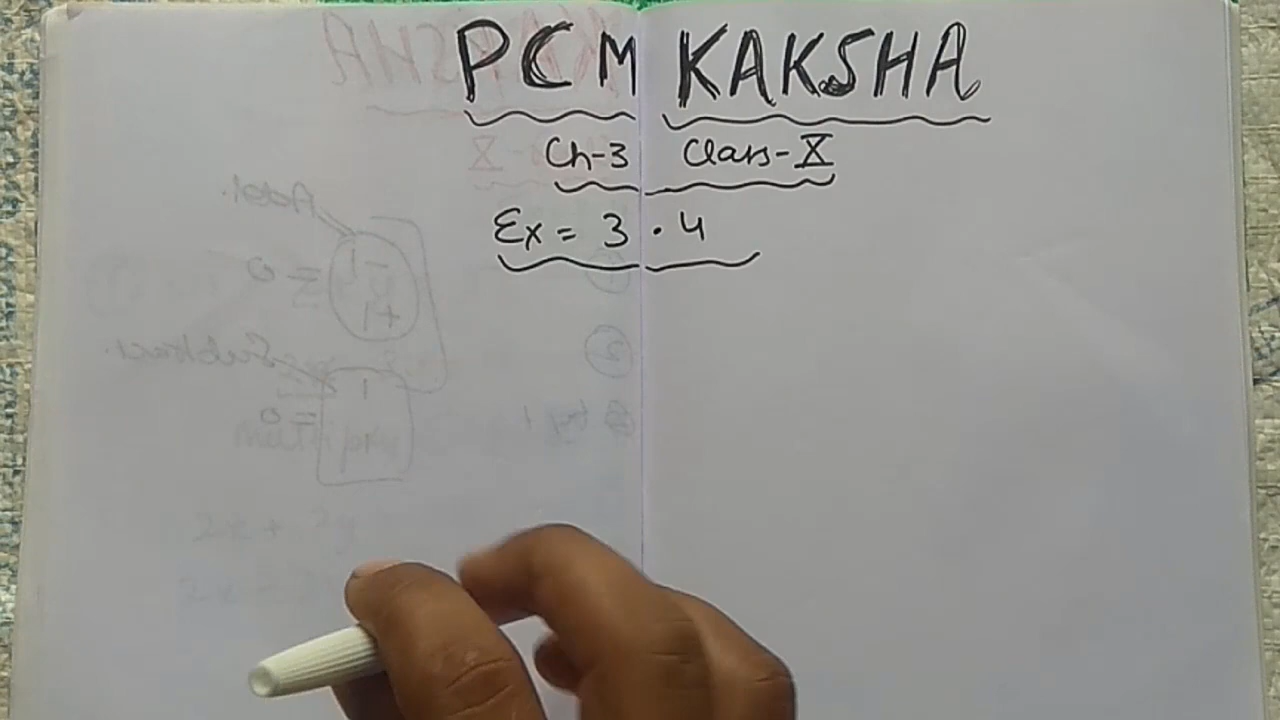 PCM KAKSHA
Ch-3 Class-X
Ex = 3.4